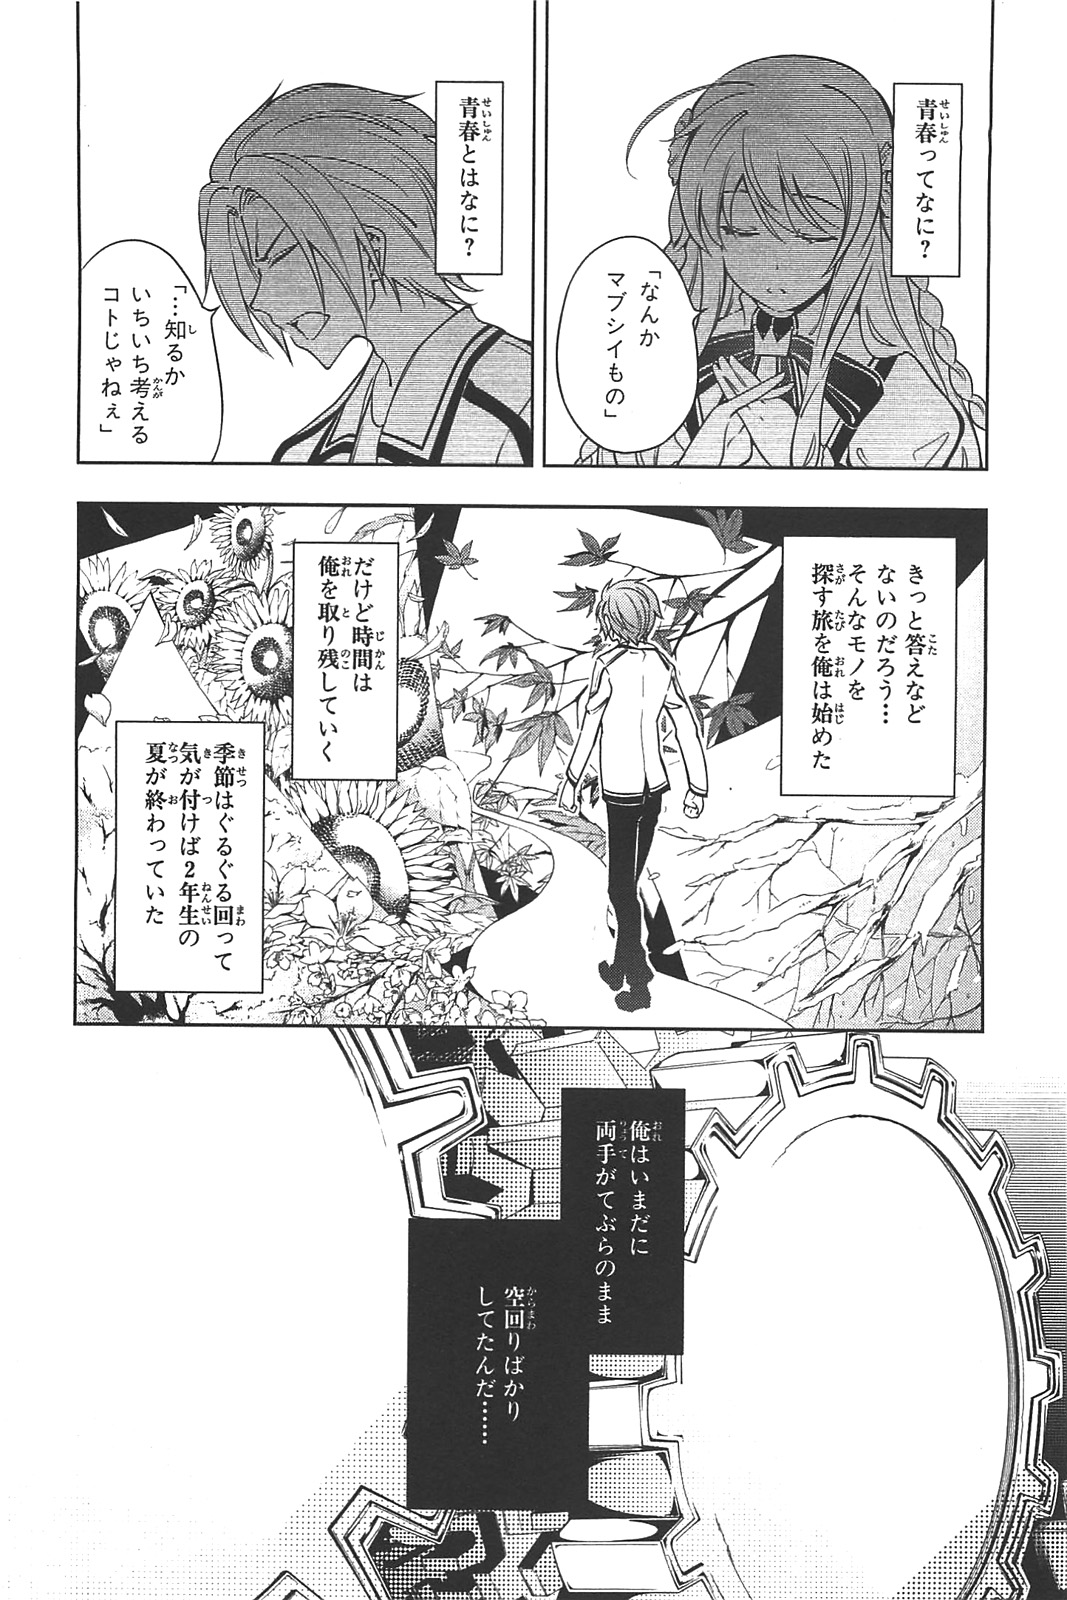 青春ってなに？
「なんか
マブシイもの」
青春とはなに？
「…知るか
いちいち考える
コトじゃねぇ」
きっと答えなど
ないのだろう…
そんなモノを
探す旅を俺は始めた
だけど時間は
俺を取り残していく
季節はぐるぐる回って
気が付けば2年生の
夏が終わっていた
俺はいまだに
両手がてぶらのまま
空回りばかり
してたんだ……